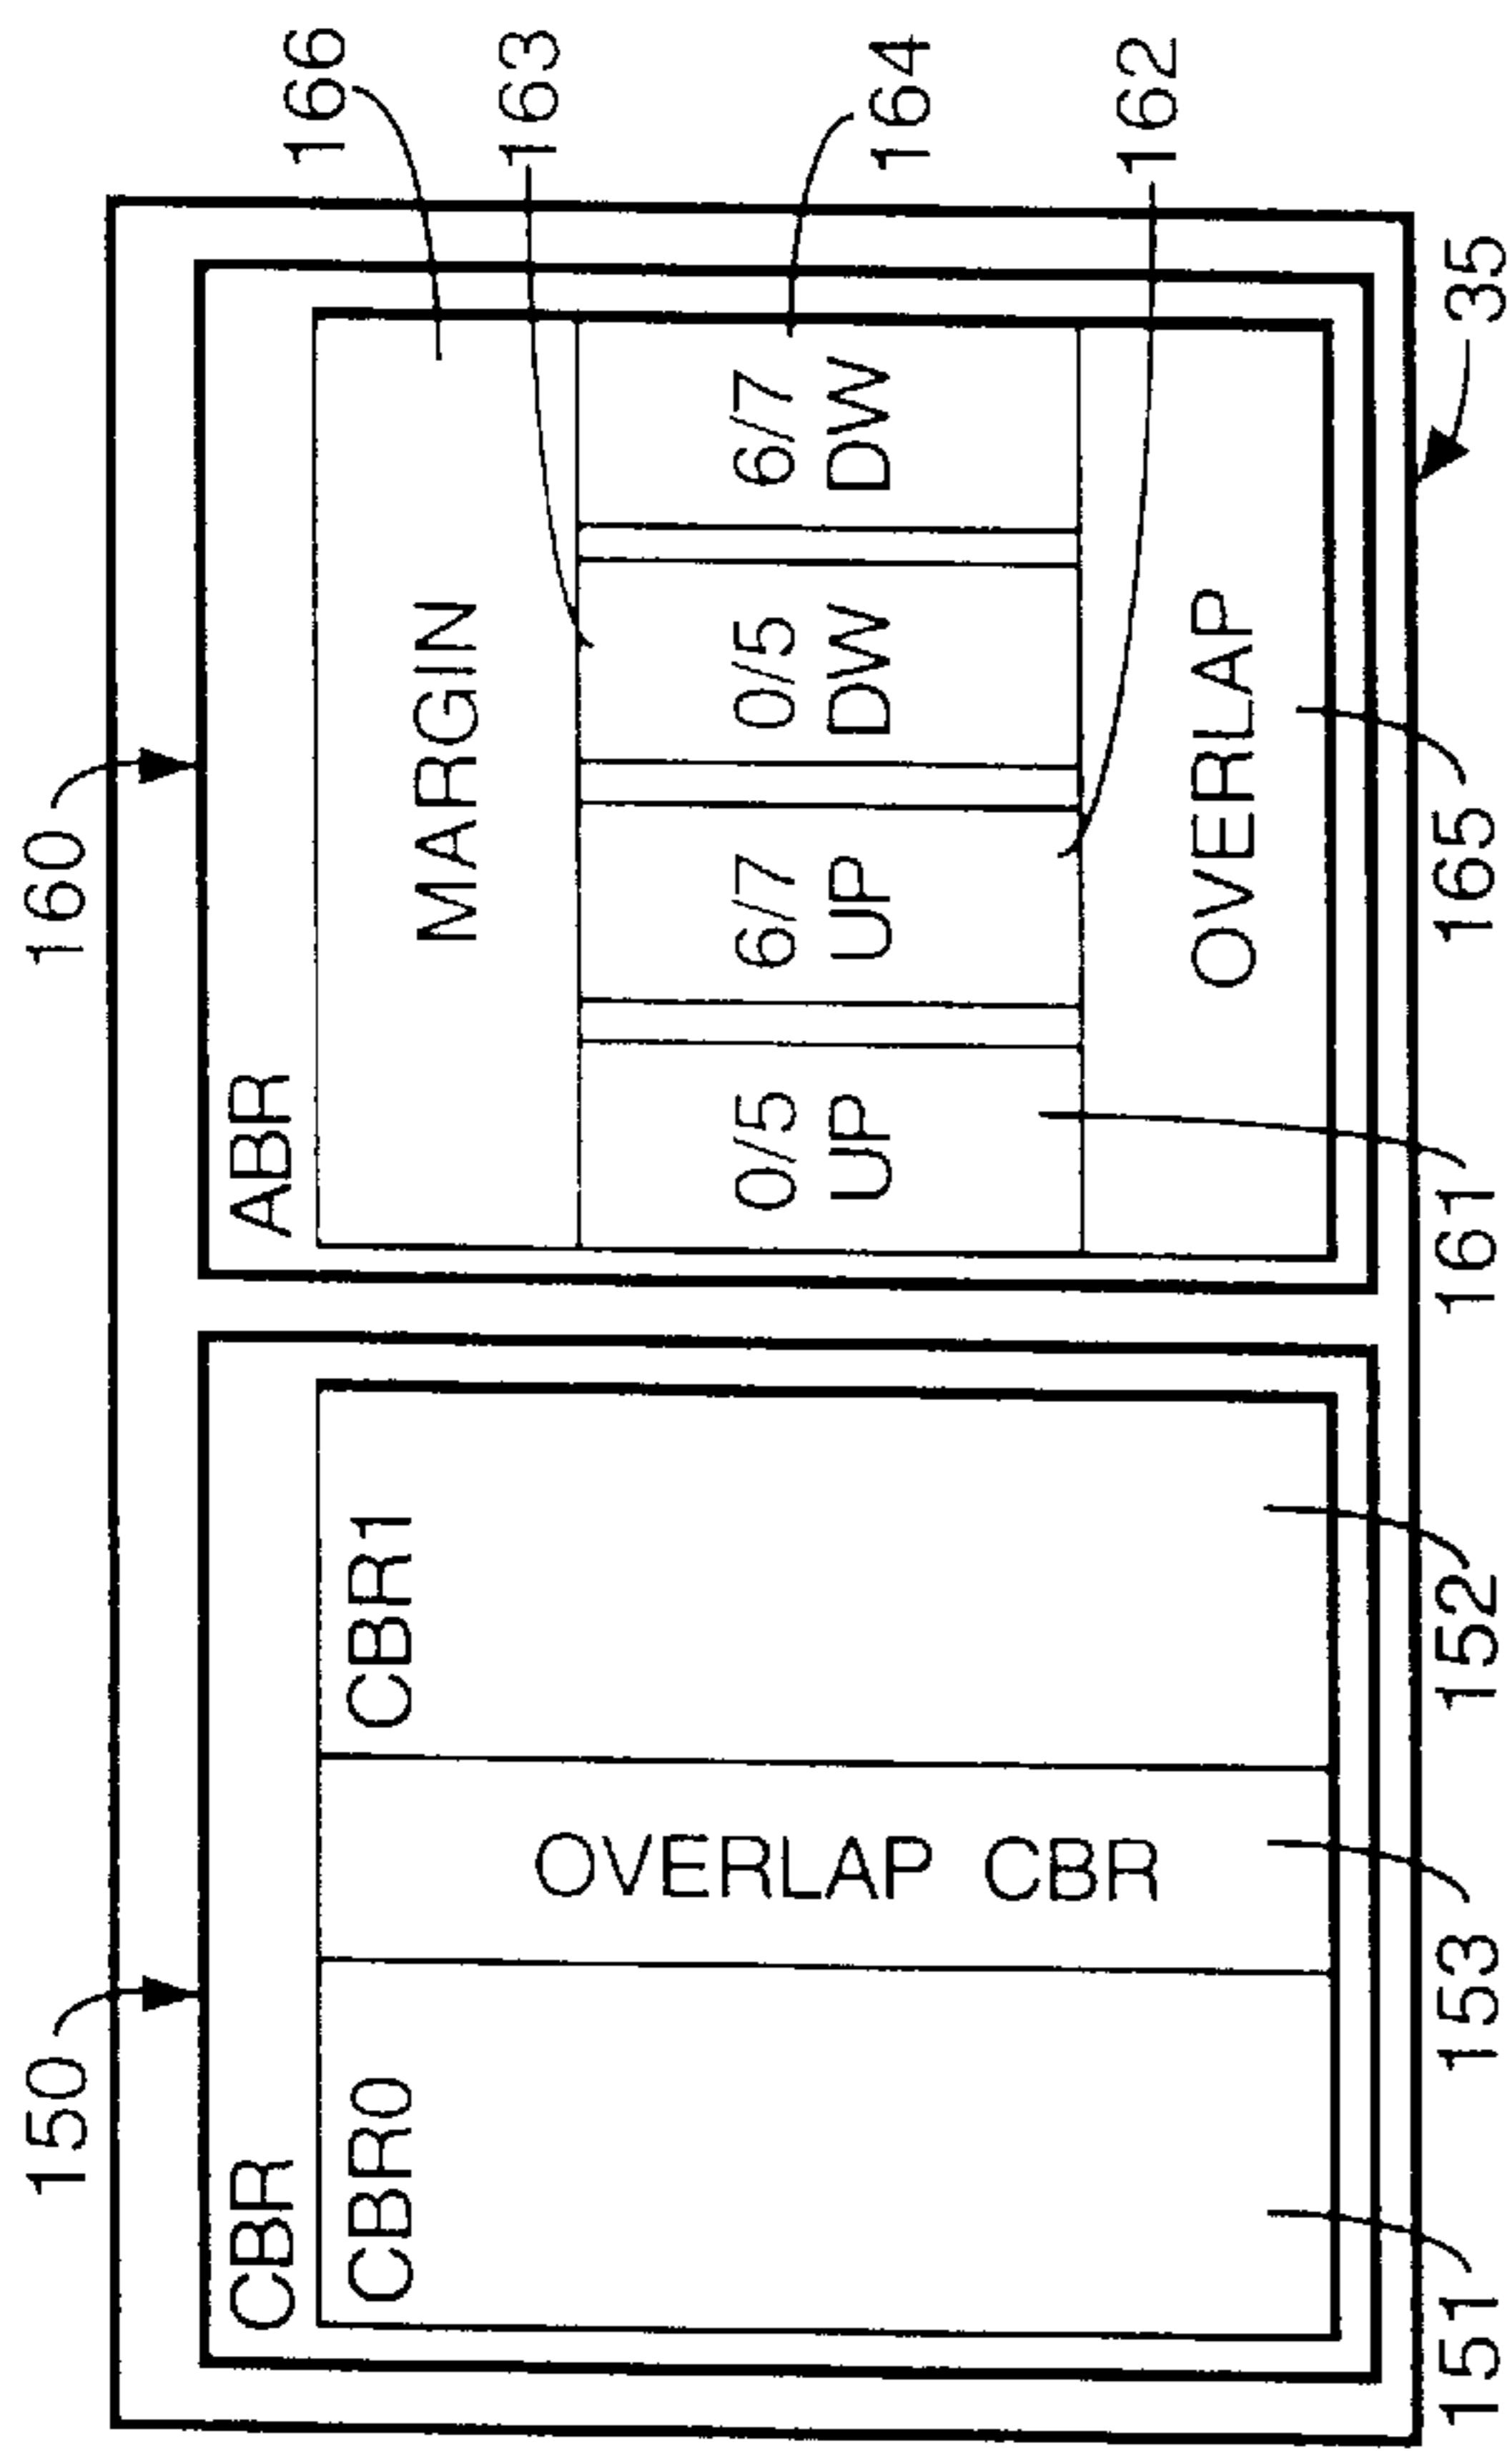 150
160
CBR
ABR
166
CBR0
CBR1
MARGIN
163
OVERLAP CBR
0/5
UP
6/7
UP
0/5
DW
6/7
DW
164
OVERLAP
162
151
153
152
161
165
35